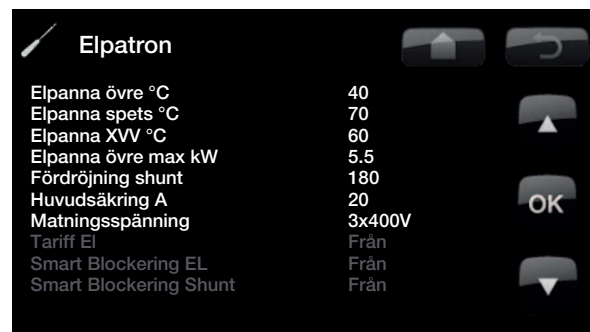 Elpatron
Elpanna övre °C 40
Elpanna spets °C 70
Elpanna XVV °C 60
Elpanna övre max kW 5.5
Fördröjning shunt 180
Huvudsäkring A 20
Matningsspänning 3x400V
Tariff El Från
Smart Blockering EL Från
Smart Blockering Shunt Från
OK